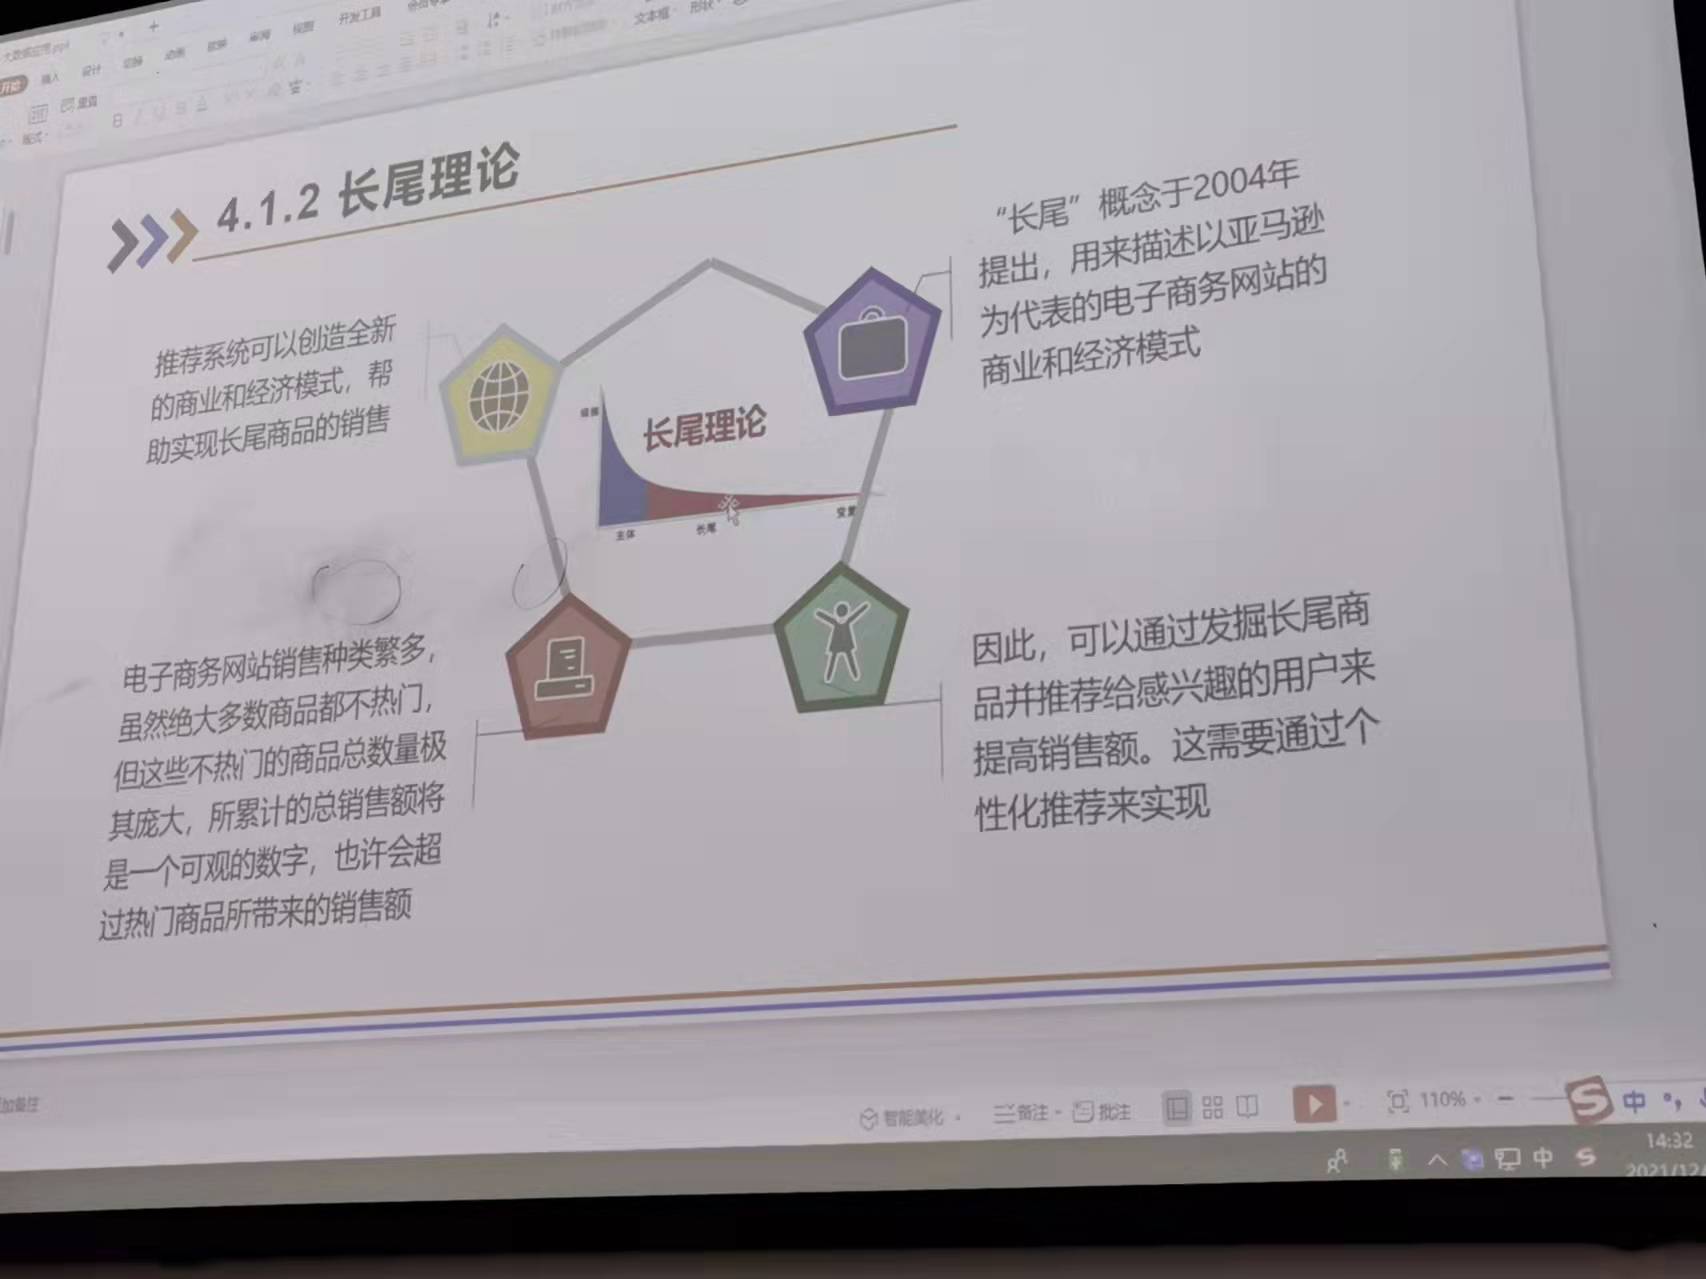 大数据应用.ppt
开始
插入
设计
切换
动画
放映
审阅
视图
开发工具
版式
重置
文本框
形状
4.1.2 长尾理论
“长尾”概念于2004年
提出，用来描述以亚马逊
为代表的电子商务网站的
商业和经济模式
推荐系统可以创造全新
的商业和经济模式，帮
助实现长尾商品的销售
长尾理论
主体
长尾
电子商务网站销售种类繁多，
虽然绝大多数商品都不热门，
但这些不热门的商品总数量极
其庞大，所累计的总销售额将
是一个可观的数字，也许会超
过热门商品所带来的销售额
因此，可以通过发掘长尾商
品并推荐给感兴趣的用户来
提高销售额。这需要通过个
性化推荐来实现
加备注
智能美化
备注
批注
110%
中
中
14:32
2021/12/